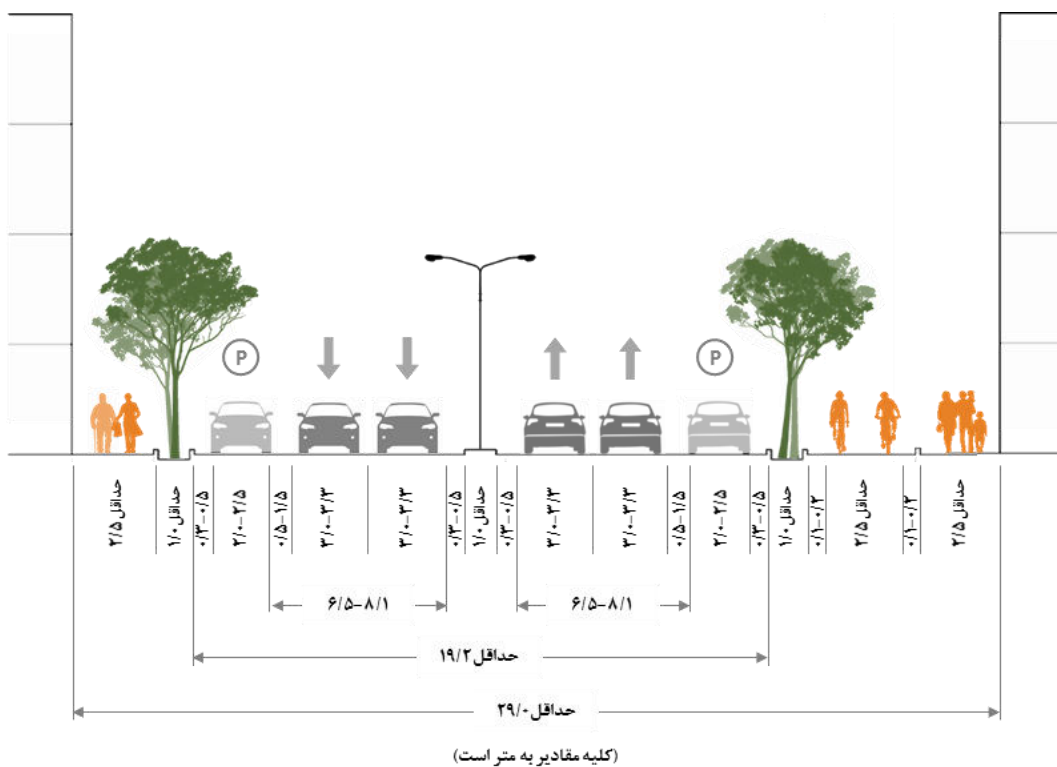 P
P
حداقل ۲/۵
حداقل ۱/۰
۰/۳-۰/۵
۲/۰-۲/۵
۰/۵-۱/۵
۳/۰-۳/۳
۳/۰-۳/۳
۰/۳-۰/۵
حداقل ۱/۰
۰/۳-۰/۵
۳/۰-۳/۳
۳/۰-۳/۳
۰/۵-۱/۵
۲/۰-۲/۵
۰/۳-۰/۵
حداقل ۱/۰
۰/۱-۰/۲
۲/۵
۰/۱-۰/۲
حداقل ۲/۵
۶/۵-۸/۱
۶/۵-۸/۱
حداقل ۱۹/۲
حداقل ۲۹/۰
(کلیه مقادیر به متر است)